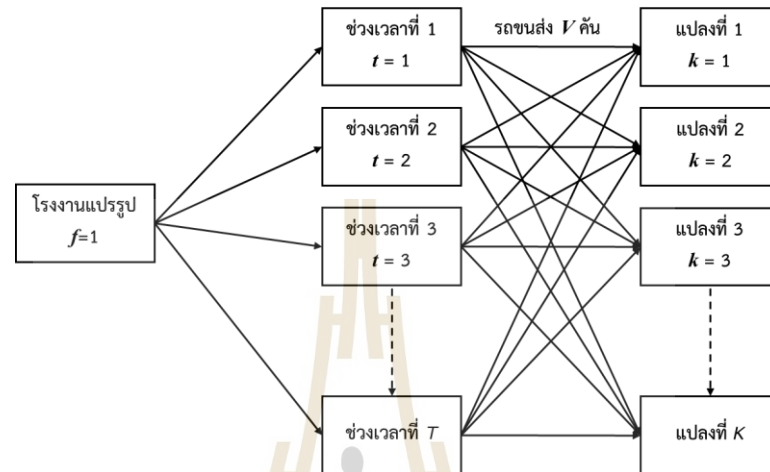 ช่วงเวลาที่ 1
t = 1
รถขนส่ง V คัน
แปลงที่ 1
k = 1
ช่วงเวลาที่ 2
t = 2
แปลงที่ 2
k = 2
โรงงานแปรรูป
f=1
ช่วงเวลาที่ 3
t = 3
แปลงที่ 3
k = 3
ช่วงเวลาที่ T
แปลงที่ K